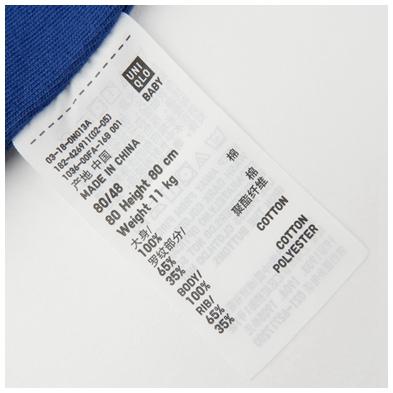 UNI
QLO
BABY
03-18-0N013A
182-426911(02-05)
1036-00FA-16B 001
产地 中国
MADE IN CHINA
80/48
80 Height 80 cm
Weight 11 kg
大身/
100% 棉
罗纹部分/
65% 棉
35% 聚酯纤维
BODY/
100% COTTON
RIB/
65% COTTON
35% POLYESTER